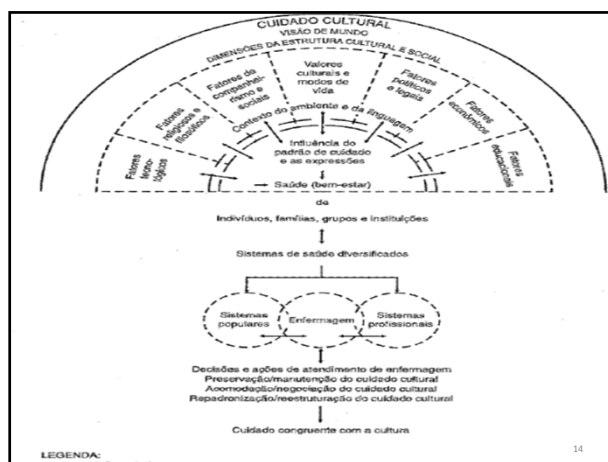 CUIDADO CULTURAL
VISÃO DE MUNDO
DIMENSÕES DA ESTRUTURA CULTURAL E SOCIAL
Fatores tecno-
lógicos
Fatores
religiosos e
filosóficos
Fatores de
companhei-
rismo e
sociais
Valores
culturais e
modos de
vida
Fatores
políticos
e legais
Fatores
econômicos
Fatores
educacionais
Contexto do ambiente e da linguagem
Influência do
padrão de cuidado
e as expressões
Saúde (bem-estar)
de
Indivíduos, famílias, grupos e instituições
Sistemas de saúde diversificados
Sistemas
populares
Enfermagem
Sistemas
profissionais
Decisões e ações de atendimento de enfermagem
Preservação/manutenção do cuidado cultural
Acomodação/negociação do cuidado cultural
Repadronização/reestruturação do cuidado cultural
Cuidado congruente com a cultura
LEGENDA:
14